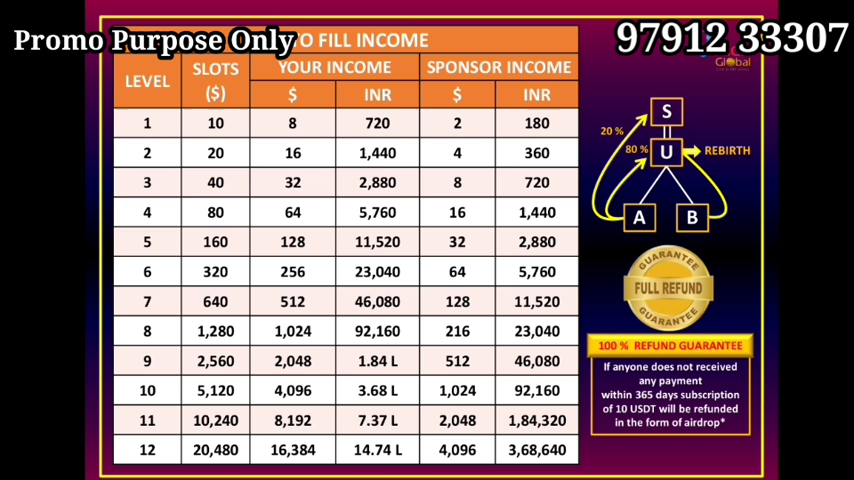 Promo Purpose Only
TO FILL INCOME
97912 33307
Global
LEVEL SLOTS ($) YOUR INCOME SPONSOR INCOME
$ INR $ INR
1 10 8 720 2 180
2 20 16 1,440 4 360
3 40 32 2,880 8 720
4 80 64 5,760 16 1,440
5 160 128 11,520 32 2,880
6 320 256 23,040 64 5,760
7 640 512 46,080 128 11,520
8 1,280 1,024 92,160 216 23,040
9 2,560 2,048 1.84 L 512 46,080
10 5,120 4,096 3.68 L 1,024 92,160
11 10,240 8,192 7.37 L 2,048 1,84,320
12 20,480 16,384 14.74 L 4,096 3,68,640
S
20 %
80 % U REBIRTH
A B
GUARANTEE
FULL REFUND
GUARANTEE
100 % REFUND GUARANTEE
If anyone does not received
any payment
within 365 days subscription
of 10 USDT will be refunded
in the form of airdrop*